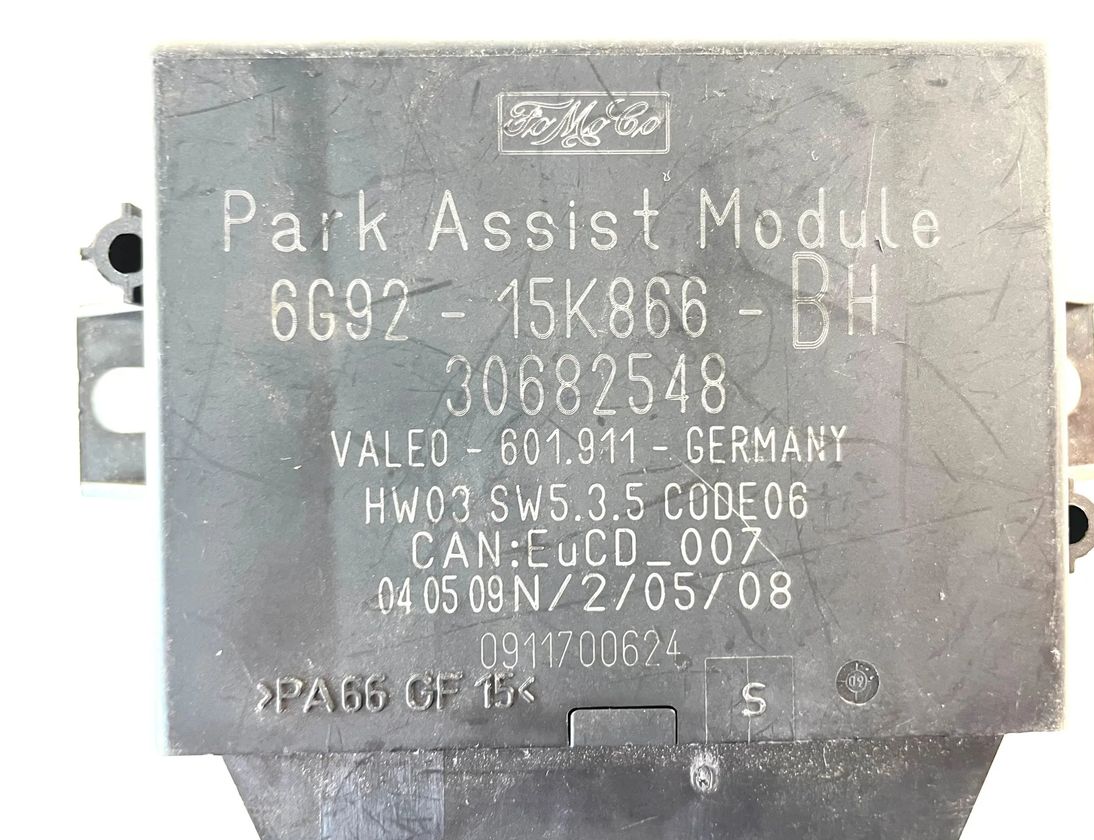 FoMoCo
Park Assist Module
6G92 - 15K866 - BH
30682548
VALEO - 601.911 - GERMANY
HW03 SW5.3.5 CODE06
CAN:EuCD_007
04 05 09 N/2/05/08
0911700624
>PA66 GF 15<
S